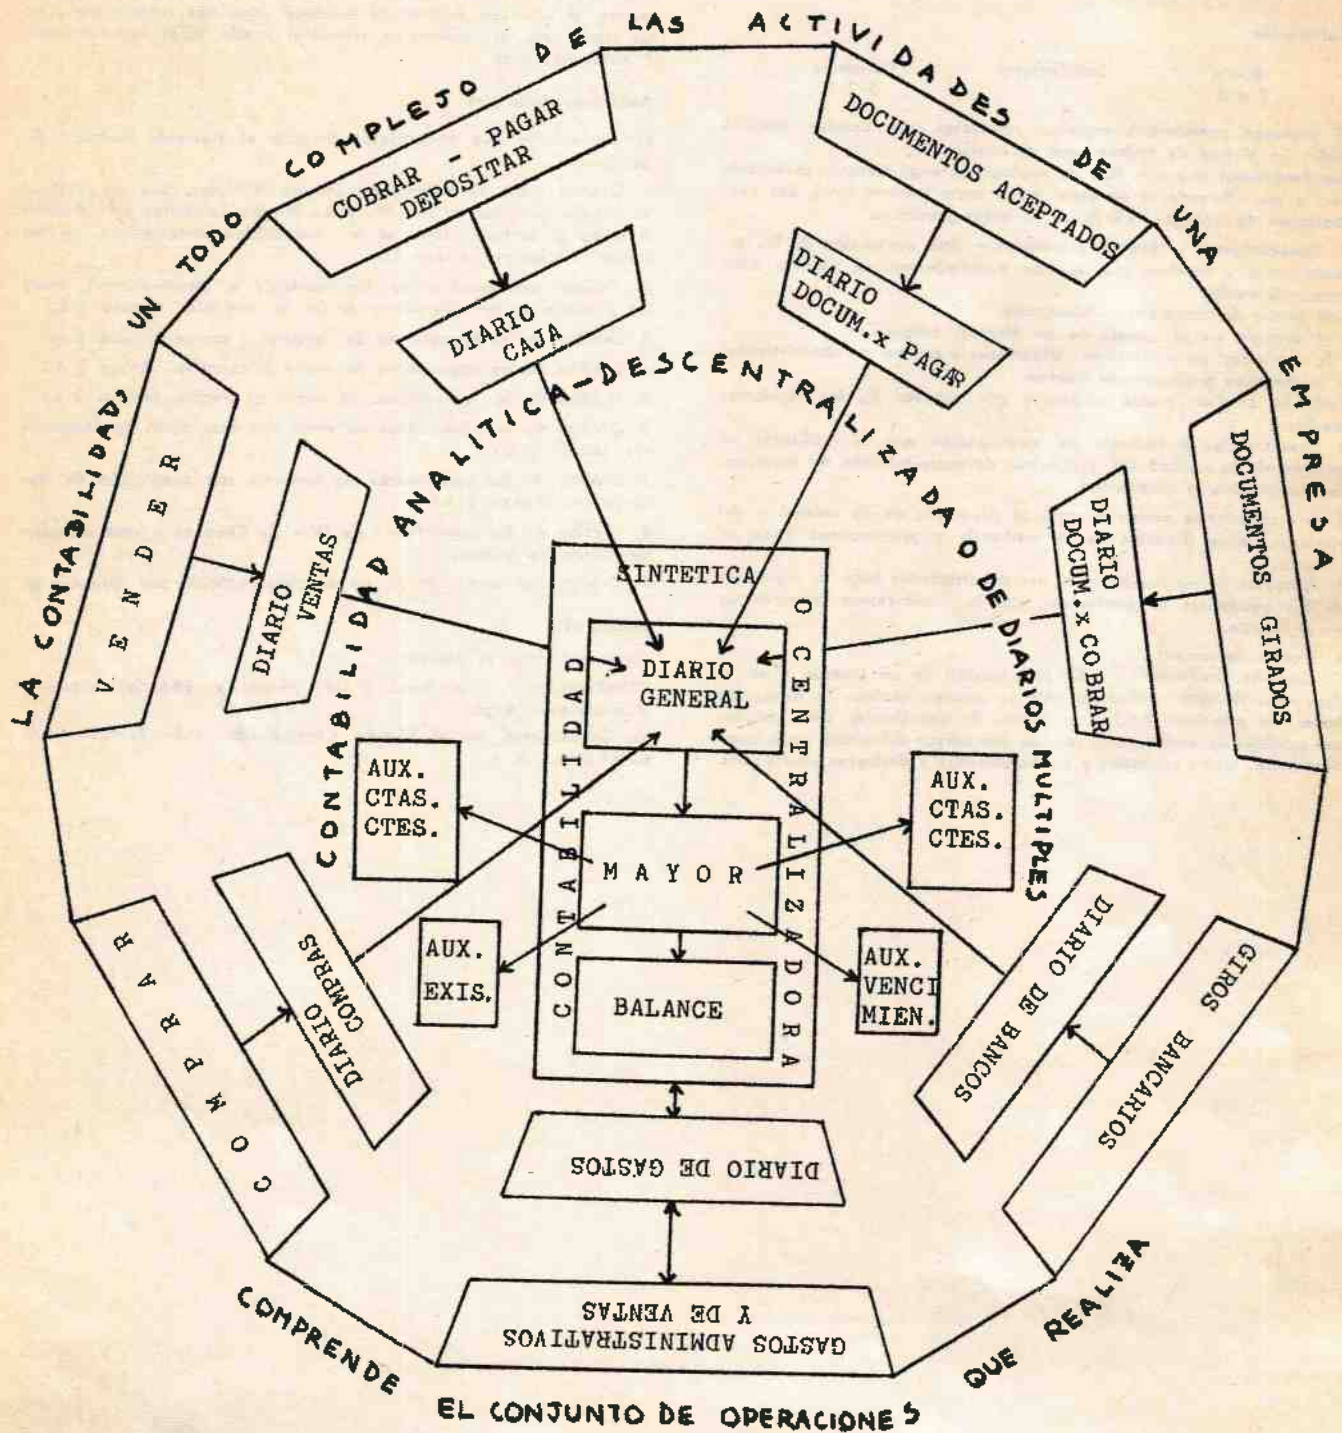 LA CONTABILIDAD, UN TODO COMPLEJO DE LAS ACTIVIDADES DE UNA EMPRESA
COMPRENDE EL CONJUNTO DE OPERACIONES QUE REALIZA
CONTABILIDAD ANALITICA-DESCENTRALIZADA O DE DIARIOS MULTIPLES
COBRAR - PAGAR
DEPOSITAR
DIARIO
CAJA
DOCUMENTOS ACEPTADOS
DIARIO
DOCUM.x PAGAR
DOCUMENTOS GIRADOS
DIARIO
DOCUM.x COBRAR
GIROS BANCARIOS
DIARIO DE BANCOS
GASTOS ADMINISTRATIVOS
Y DE VENTAS
DIARIO DE GASTOS
COMPRAR
DIARIO
COMPRAS
VENDER
DIARIO
VENTAS
CONTABILIDAD
SINTETICA
O CENTRALIZADORA
DIARIO
GENERAL
MAYOR
BALANCE
AUX.
CTAS.
CTES.
AUX.
CTAS.
CTES.
AUX.
EXIS.
AUX.
VENCI
MIEN.